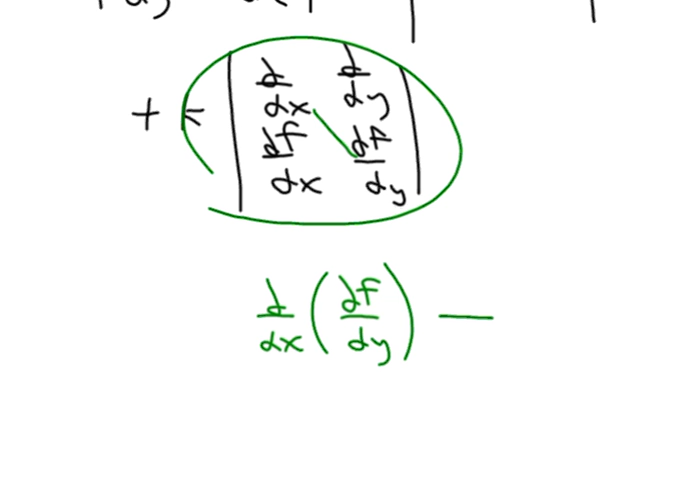 + k | d/dx d/dy |
| df/dx df/dy |
d/dx (df/dy) —